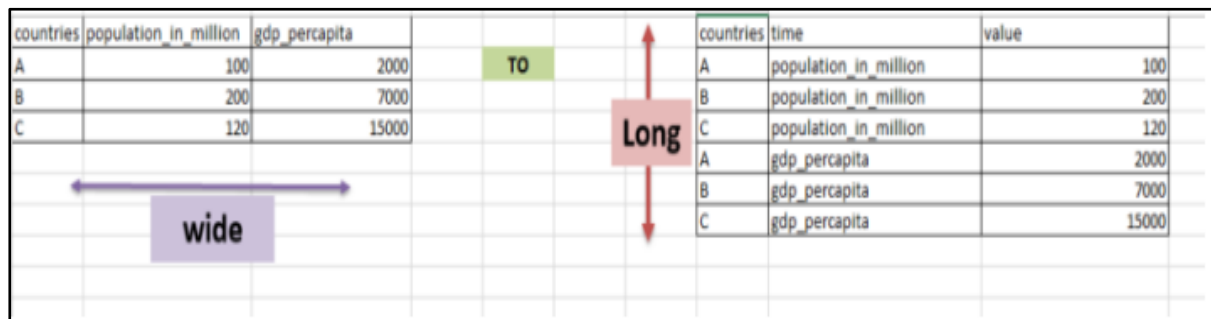 countries population_in_million gdp_percapita
A 100 2000
B 200 7000
C 120 15000
wide
TO
Long
countries time value
A population_in_million 100
B population_in_million 200
C population_in_million 120
A gdp_percapita 2000
B gdp_percapita 7000
C gdp_percapita 15000